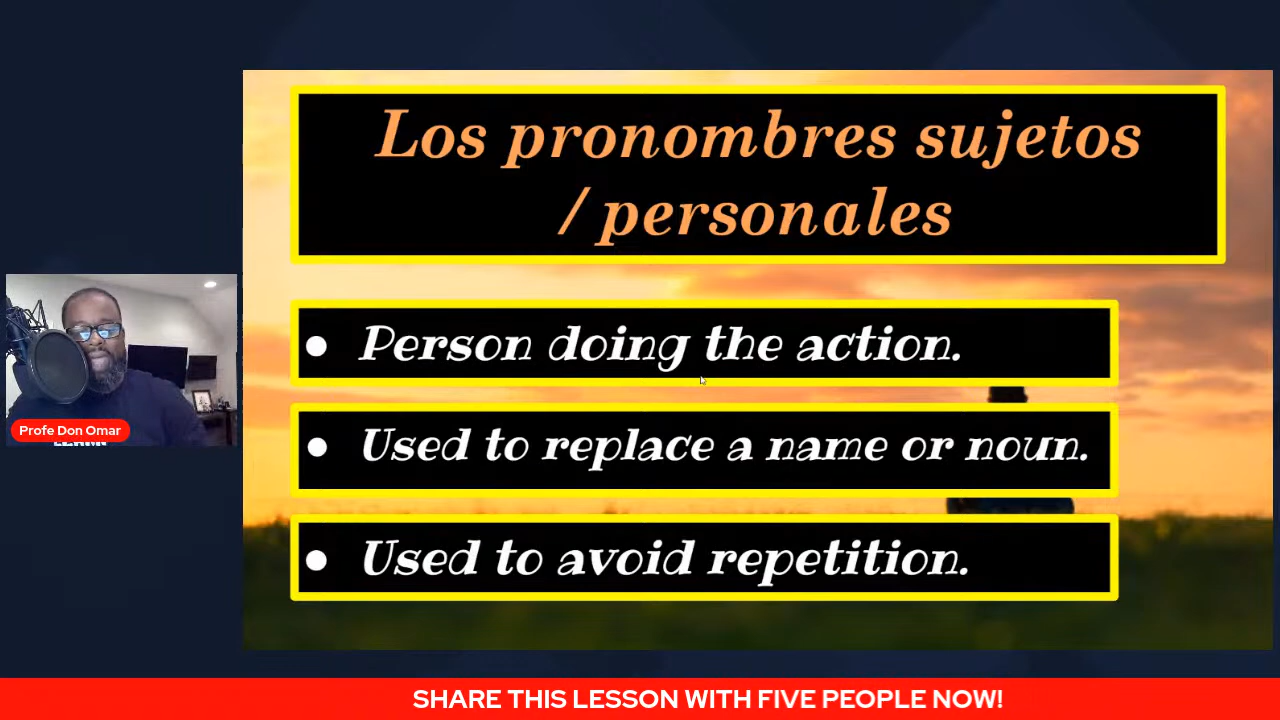 Los pronombres sujetos
/ personales
• Person doing the action.
• Used to replace a name or noun.
• Used to avoid repetition.
Profe Don Omar
SHARE THIS LESSON WITH FIVE PEOPLE NOW!